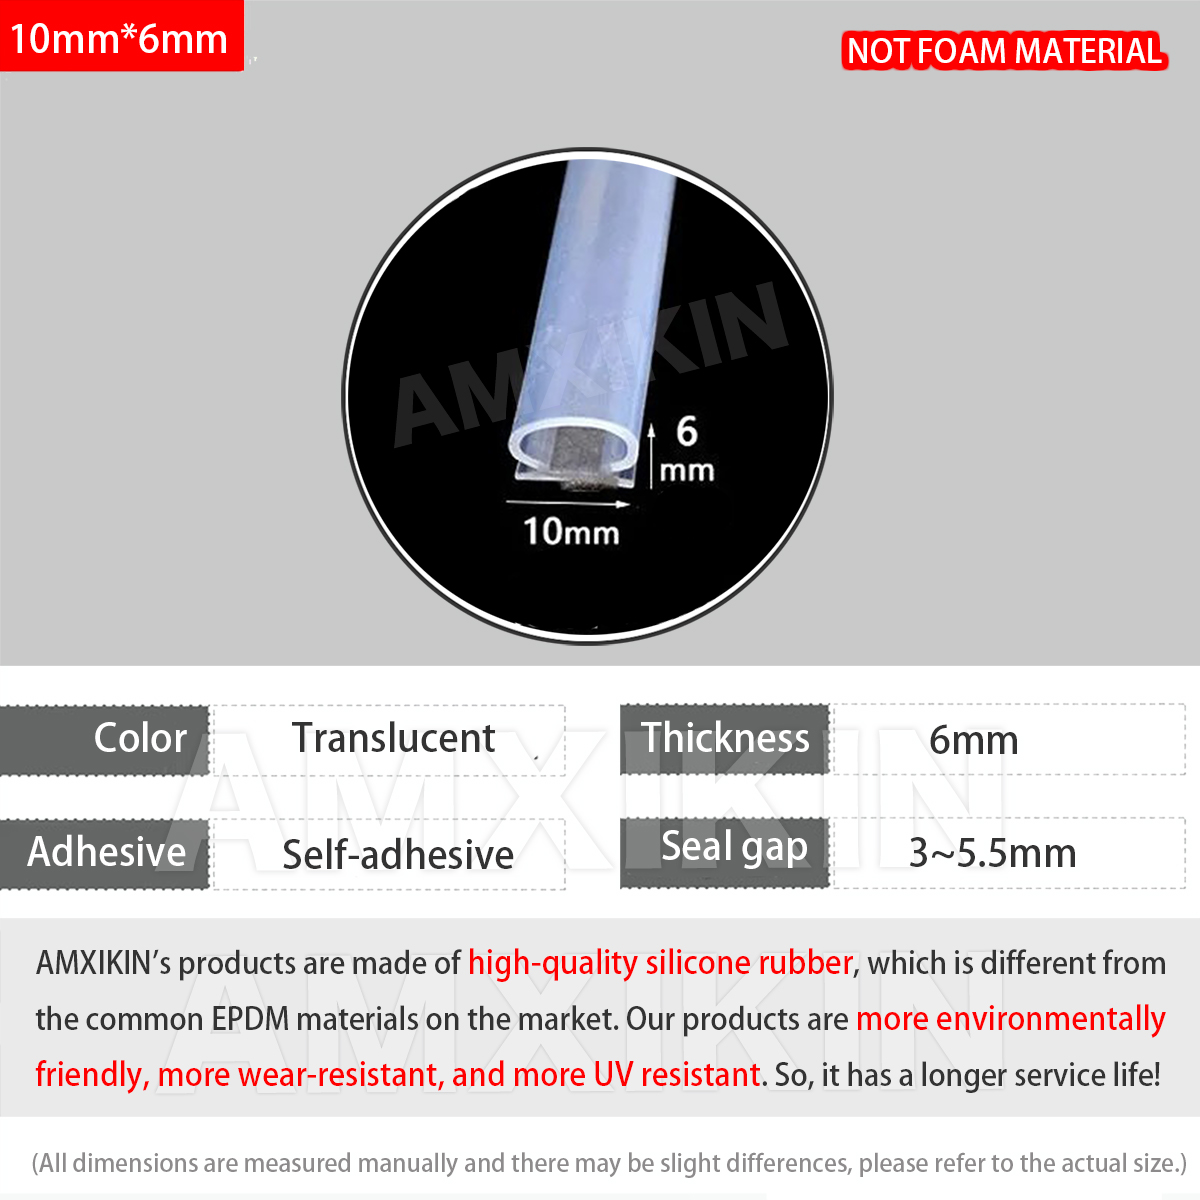 10mm*6mm
NOT FOAM MATERIAL
AMXIKIN
6
mm
10mm
Color Translucent
Thickness 6mm
Adhesive Self-adhesive
Seal gap 3~5.5mm
AMXIKIN
AMXIKIN's products are made of high-quality silicone rubber, which is different from
the common EPDM materials on the market. Our products are more environmentally
friendly, more wear-resistant, and more UV resistant. So, it has a longer service life!
AMXIKIN
(All dimensions are measured manually and there may be slight differences, please refer to the actual size.)